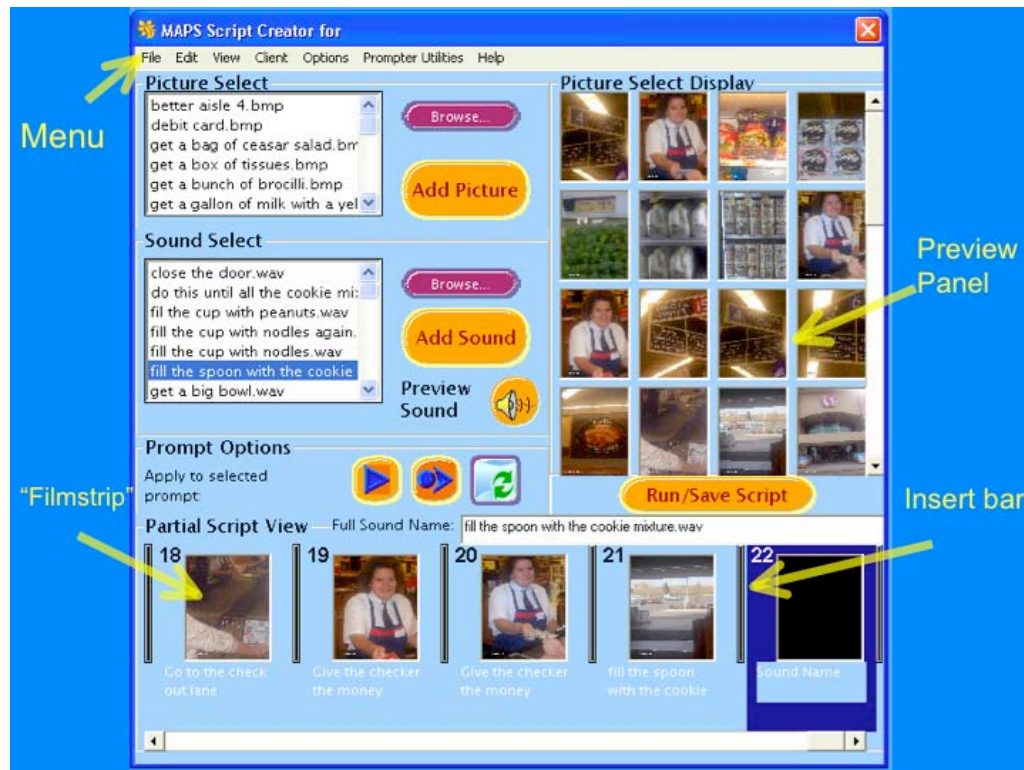 MAPS Script Creator for
File Edit View Client Options Prompter Utilities Help
Menu
Picture Select
better aisle 4.bmp
debit card.bmp
get a bag of ceasar salad.bm
get a box of tissues.bmp
get a bunch of brocilli.bmp
get a gallon of milk with a yel
Browse...
Add Picture
Sound Select
close the door.wav
do this until all the cookie mi
fil the cup with peanuts.wav
fill the cup with nodles again.
fill the cup with nodles.wav
fill the spoon with the cookie
get a big bowl.wav
Browse...
Add Sound
Preview
Sound
Picture Select Display
Preview
Panel
Prompt Options
Apply to selected
prompt:
Run/Save Script
"Filmstrip"
Insert bar
Partial Script View
Full Sound Name: fill the spoon with the cookie mixture.wav
18 19 20 21 22
Go to the check
out lane
Give the checker
the money
Give the checker
the money
fill the spoon
with the cookie
Sound Name